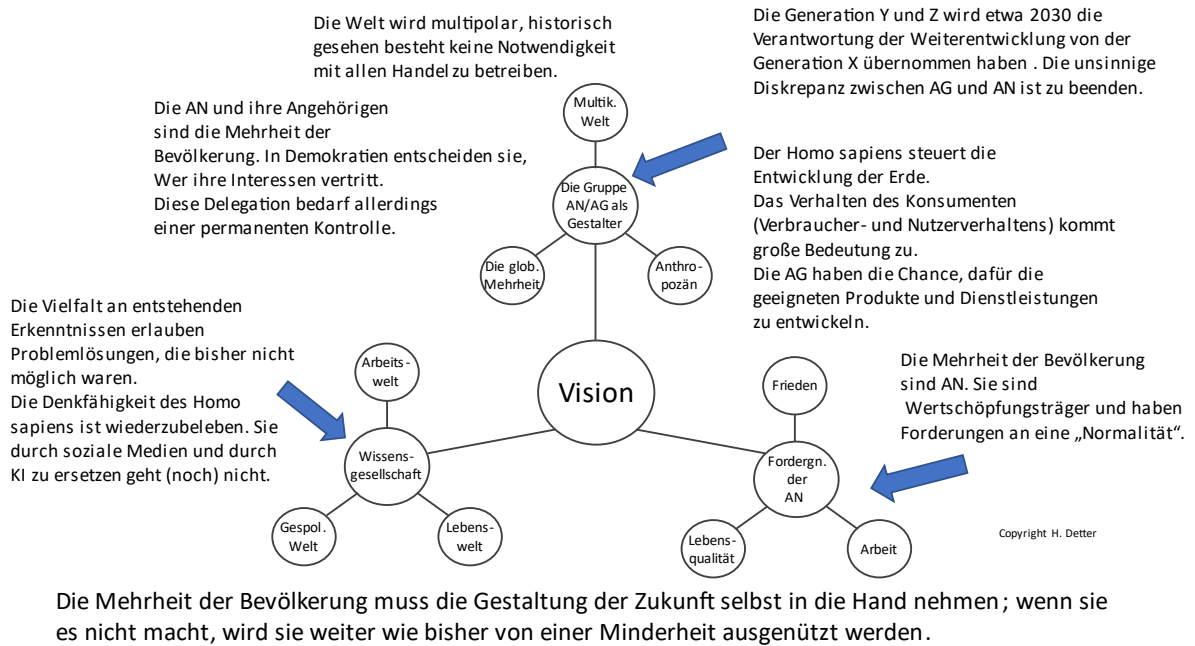 Die Welt wird multipolar, historisch
gesehen besteht keine Notwendigkeit
mit allen Handel zu betreiben.
Die Generation Y und Z wird etwa 2030 die
Verantwortung der Weiterentwicklung von der
Generation X übernommen haben . Die unsinnige
Diskrepanz zwischen AG und AN ist zu beenden.
Die AN und ihre Angehörigen
sind die Mehrheit der
Bevölkerung. In Demokratien entscheiden sie,
Wer ihre Interessen vertritt.
Diese Delegation bedarf allerdings
einer permanenten Kontrolle.
Multik.
Welt
Die Gruppe
AN/AG als
Gestalter
Die glob.
Mehrheit
Anthro-
pozän
Der Homo sapiens steuert die
Entwicklung der Erde.
Das Verhalten des Konsumenten
(Verbraucher- und Nutzerverhaltens) kommt
große Bedeutung zu.
Die AG haben die Chance, dafür die
geeigneten Produkte und Dienstleistungen
zu entwickeln.
Die Vielfalt an entstehenden
Erkenntnissen erlauben
Problemlösungen, die bisher nicht
möglich waren.
Die Denkfähigkeit des Homo
sapiens ist wiederzubeleben. Sie
durch soziale Medien und durch
KI zu ersetzen geht (noch) nicht.
Arbeits-
welt
Wissens-
gesellschaft
Gespol.
Welt
Lebens-
welt
Vision
Frieden
Fordergn.
der
AN
Lebens-
qualität
Arbeit
Die Mehrheit der Bevölkerung
sind AN. Sie sind
Wertschöpfungsträger und haben
Forderungen an eine „Normalität“.
Copyright H. Detter
Die Mehrheit der Bevölkerung muss die Gestaltung der Zukunft selbst in die Hand nehmen; wenn sie
es nicht macht, wird sie weiter wie bisher von einer Minderheit ausgenützt werden.